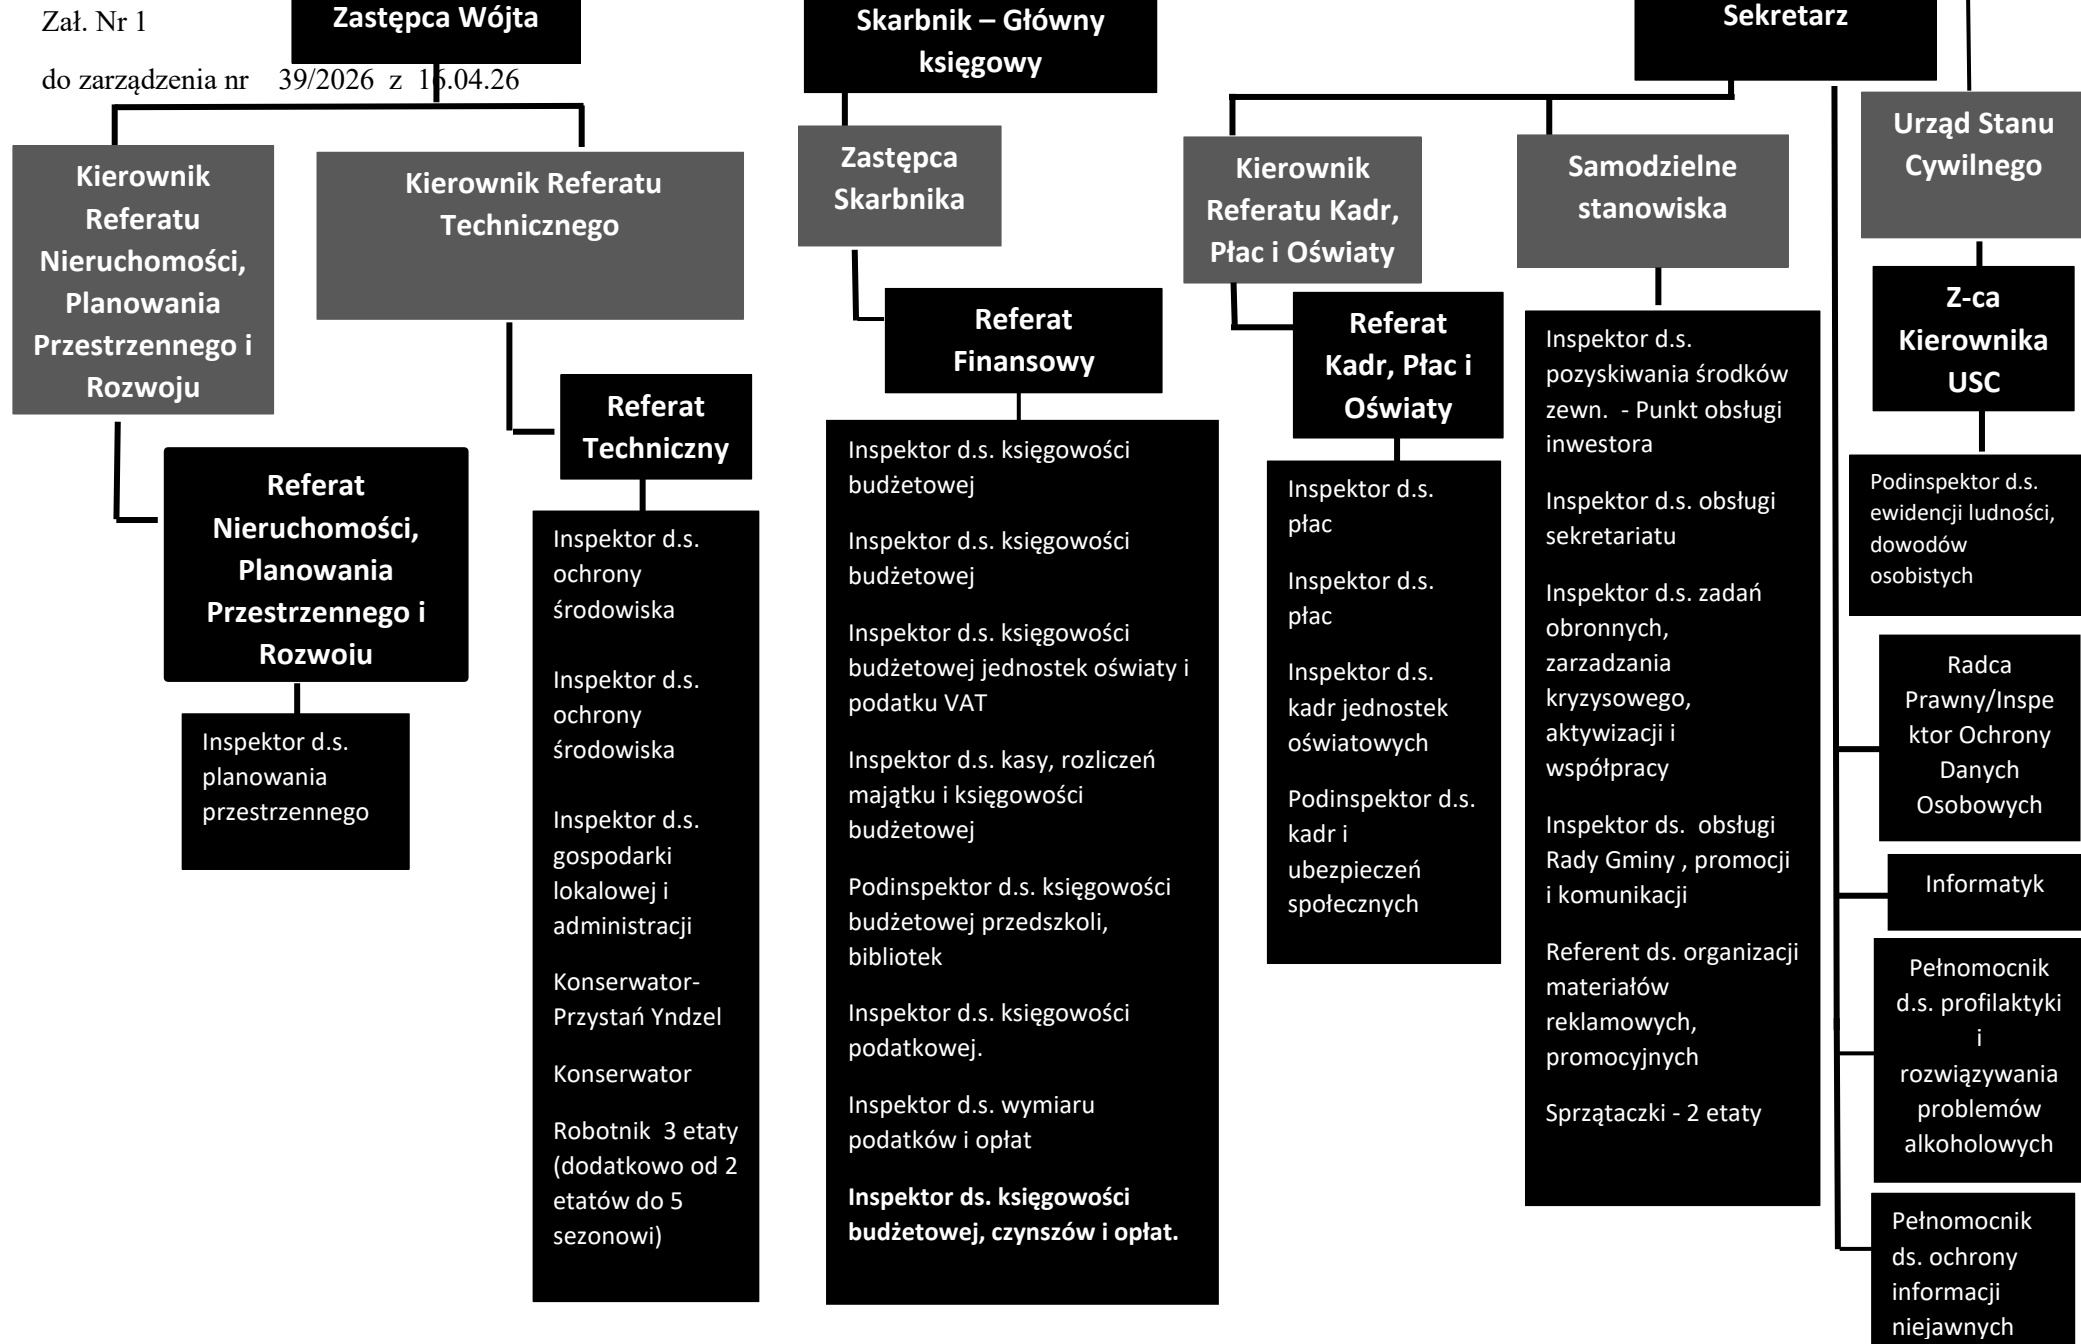 Zał. Nr 1
do zarządzenia nr 39/2026 z 16.04.26
Zastępca Wójta
Kierownik
Referatu
Nieruchomości,
Planowania
Przestrzennego i
Rozwoju
Referat
Nieruchomości,
Planowania
Przestrzennego i
Rozwoju
Inspektor d.s.
planowania
przestrzennego
Kierownik Referatu
Technicznego
Referat
Techniczny
Inspektor d.s.
ochrony
środowiska
Inspektor d.s.
ochrony
środowiska
Inspektor d.s.
gospodarki
lokalowej i
administracji
Konserwator-
Przystań Yndzel
Konserwator
Robotnik 3 etaty
(dodatkowo od 2
etatów do 5
sezonowi)
Skarbnik – Główny
księgowy
Zastępca
Skarbnika
Referat
Finansowy
Inspektor d.s. księgowości
budżetowej
Inspektor d.s. księgowości
budżetowej
Inspektor d.s. księgowości
budżetowej jednostek oświaty i
podatku VAT
Inspektor d.s. kasy, rozliczeń
majątku i księgowości
budżetowej
Podinspektor d.s. księgowości
budżetowej przedszkoli,
bibliotek
Inspektor d.s. księgowości
podatkowej.
Inspektor d.s. wymiaru
podatków i opłat
Inspektor ds. księgowości
budżetowej, czynszów i opłat.
Sekretarz
Kierownik
Referatu Kadr,
Płac i Oświaty
Referat
Kadr, Płac i
Oświaty
Inspektor d.s.
płac
Inspektor d.s.
płac
Inspektor d.s.
kadr jednostek
oświatowych
Podinspektor d.s.
kadr i
ubezpieczeń
społecznych
Samodzielne
stanowiska
Inspektor d.s.
pozyskiwania środków
zewn. - Punkt obsługi
inwestora
Inspektor d.s. obsługi
sekretariatu
Inspektor d.s. zadań
obronnych,
zarzadzania
kryzysowego,
aktywizacji i
współpracy
Inspektor ds. obsługi
Rady Gminy , promocji
i komunikacji
Referent ds. organizacji
materiałów
reklamowych,
promocyjnych
Sprzątaczki - 2 etaty
Urząd Stanu
Cywilnego
Z-ca
Kierownika
USC
Podinspektor d.s.
ewidencji ludności,
dowodów
osobistych
Radca
Prawny/Inspe
ktor Ochrony
Danych
Osobowych
Informatyk
Pełnomocnik
d.s. profilaktyki
i
rozwiązywania
problemów
alkoholowych
Pełnomocnik
ds. ochrony
informacji
niejawnych